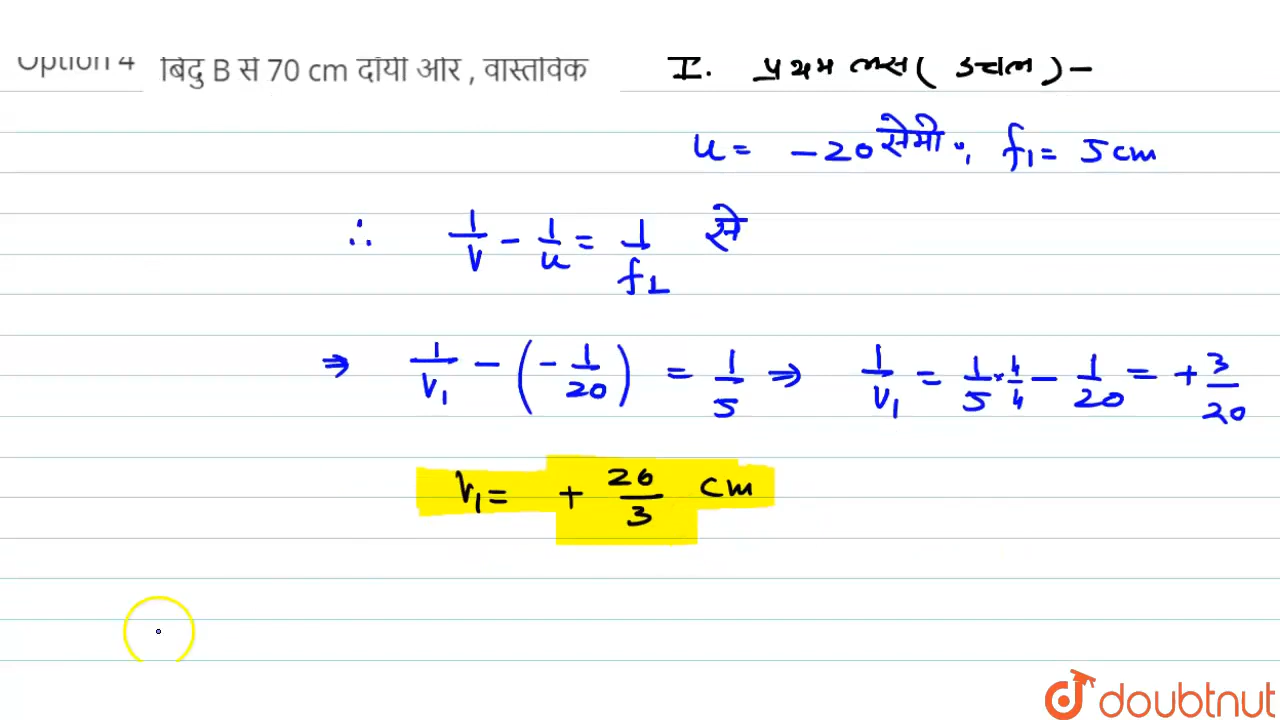 Option 4 बिंदु B से 70 cm दायीं ओर , वास्तविक
I. प्रथम लेंस ( उत्तल ) –
u = – 20 सेमी , f₁ = 5 cm
∴ 1/v – 1/u = 1/f₁ से
⇒ 1/v₁ – (– 1/20) = 1/5 ⇒ 1/v₁ = 1/5 × 4/4 – 1/20 = + 3/20
v₁ = + 20/3 cm
doubtnut